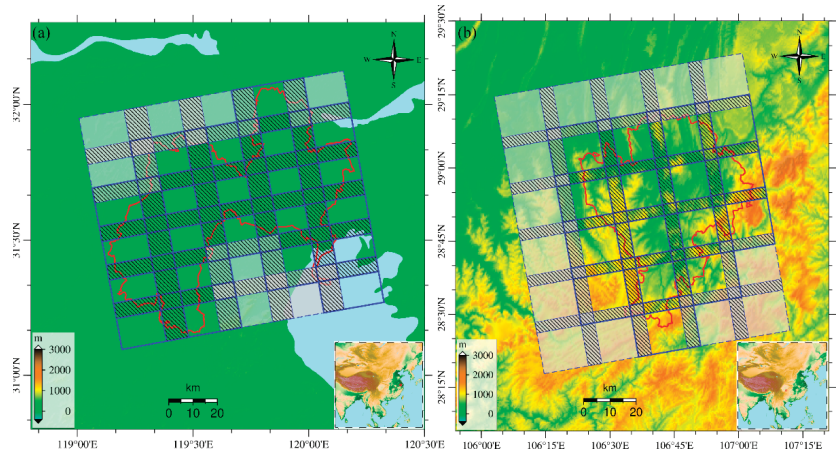 (a)
N
W E
S
32°00′N
31°30′N
31°00′N
m
3000
2000
1000
0
km
0 10 20
119°00′E
119°30′E
120°00′E
120°30′E
(b)
N
W E
S
29°30′N
29°15′N
29°00′N
28°45′N
28°30′N
28°15′N
m
3000
2000
1000
0
km
0 10 20
106°00′E
106°15′E
106°30′E
106°45′E
107°00′E
107°15′E